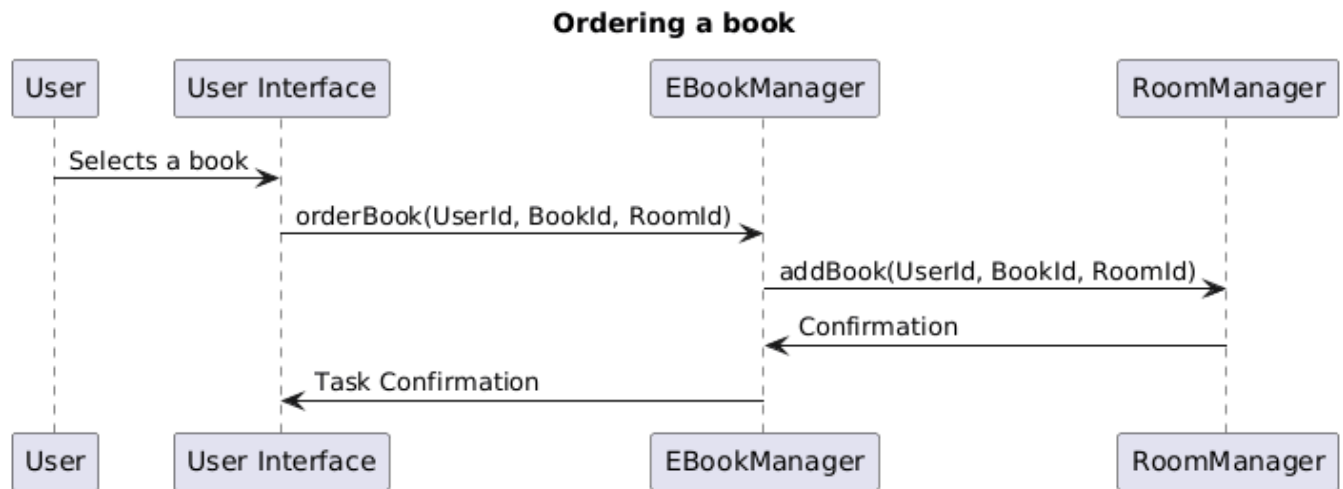 Ordering a book
User
User Interface
EBookManager
RoomManager
Selects a book
orderBook(UserId, BookId, RoomId)
addBook(UserId, BookId, RoomId)
Confirmation
Task Confirmation
User
User Interface
EBookManager
RoomManager